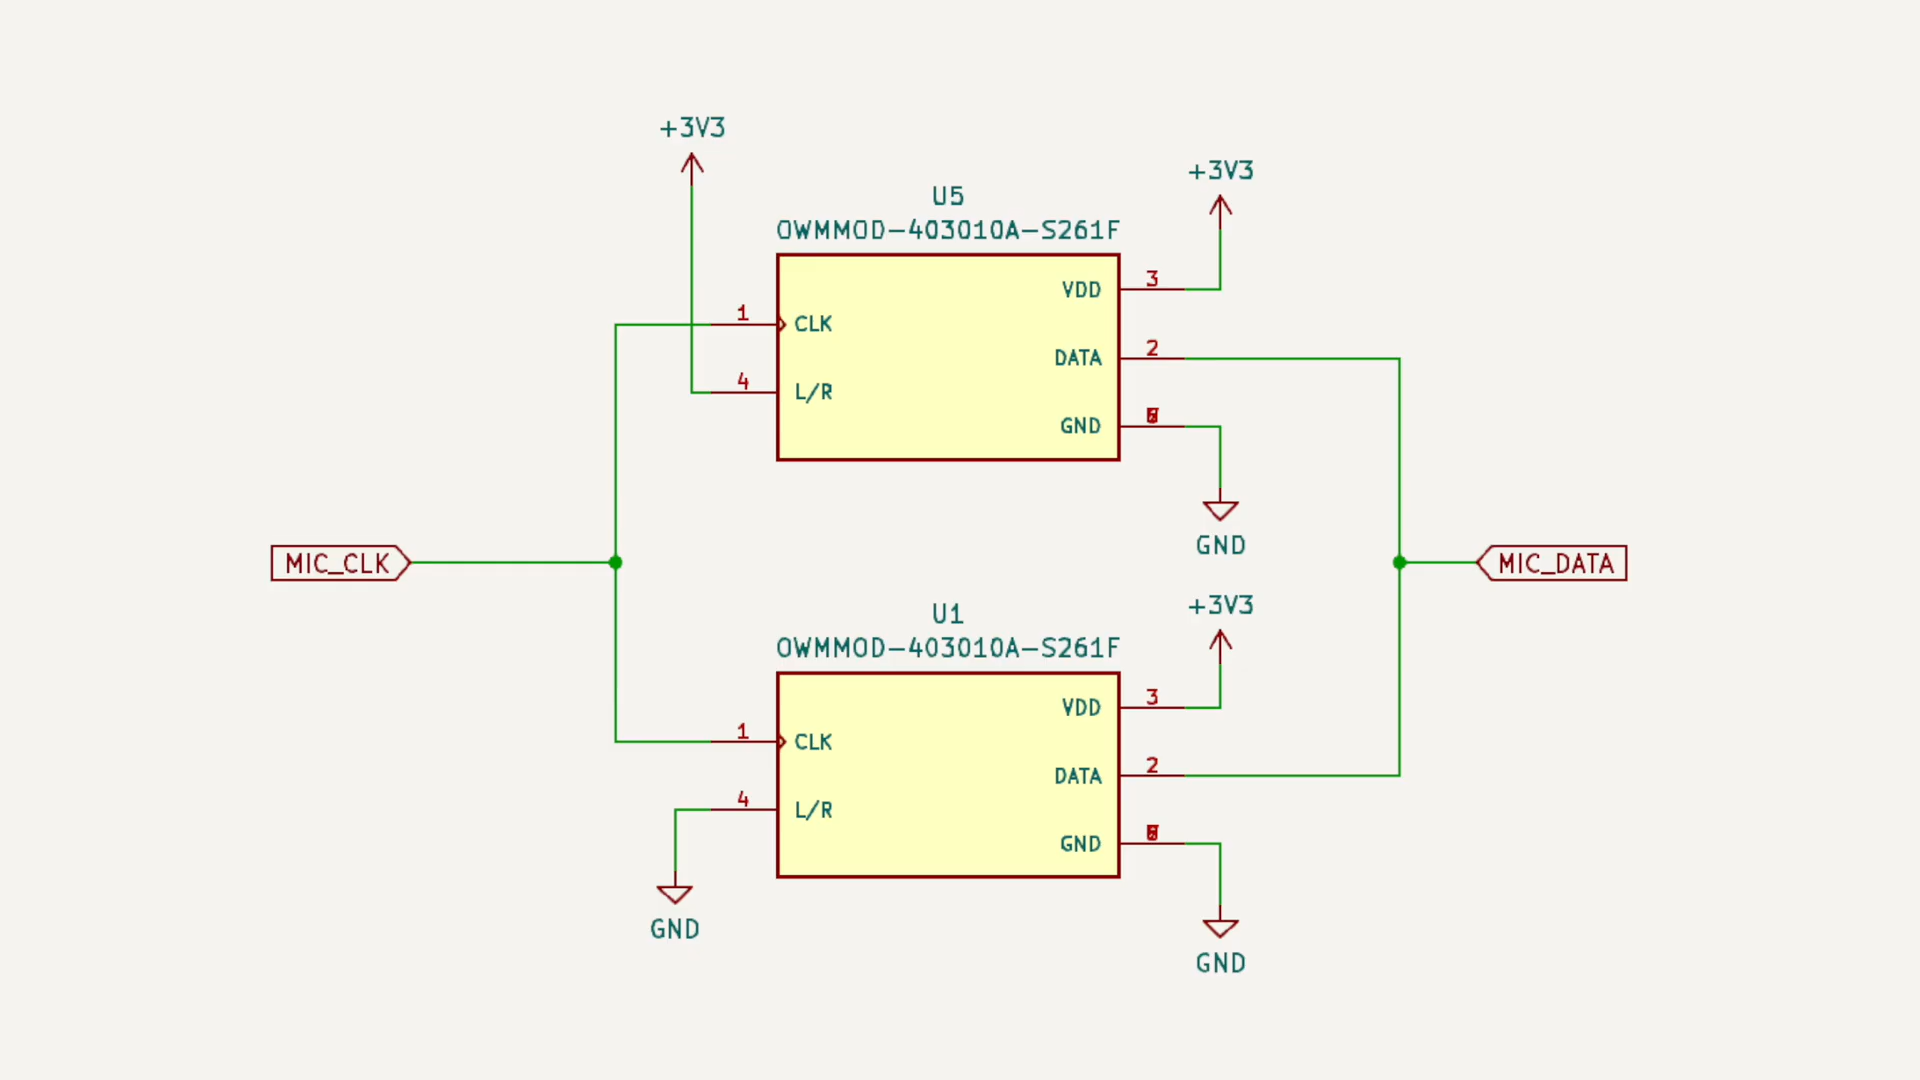 +3V3
+3V3
U5
OWMMOD-403010A-S261F
3
VDD
1
CLK
2
DATA
4
L/R
GND
GND
MIC_CLK
MIC_DATA
+3V3
U1
OWMMOD-403010A-S261F
3
VDD
1
CLK
2
DATA
4
L/R
GND
GND
GND